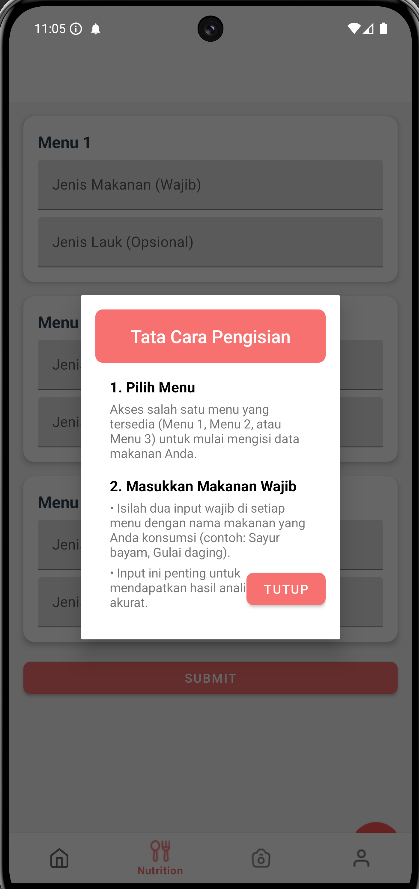 11:05
Menu 1
Jenis Makanan (Wajib)
Jenis Lauk (Opsional)
Menu
Jeni
Jeni
Tata Cara Pengisian
1. Pilih Menu
Akses salah satu menu yang
tersedia (Menu 1, Menu 2, atau
Menu 3) untuk mulai mengisi data
makanan Anda.
2. Masukkan Makanan Wajib
• Isilah dua input wajib di setiap
menu dengan nama makanan yang
Anda konsumsi (contoh: Sayur
bayam, Gulai daging).
• Input ini penting untuk
mendapatkan hasil anali
akurat.
TUTUP
Menu
Jeni
Jeni
SUBMIT
Nutrition